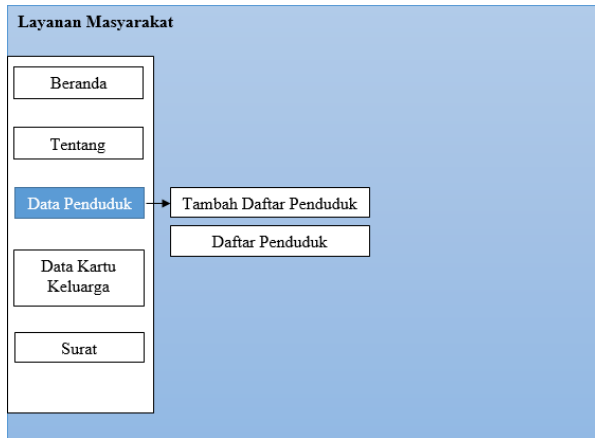 Layanan Masyarakat
Beranda
Tentang
Data Penduduk
Tambah Daftar Penduduk
Daftar Penduduk
Data Kartu
Keluarga
Surat